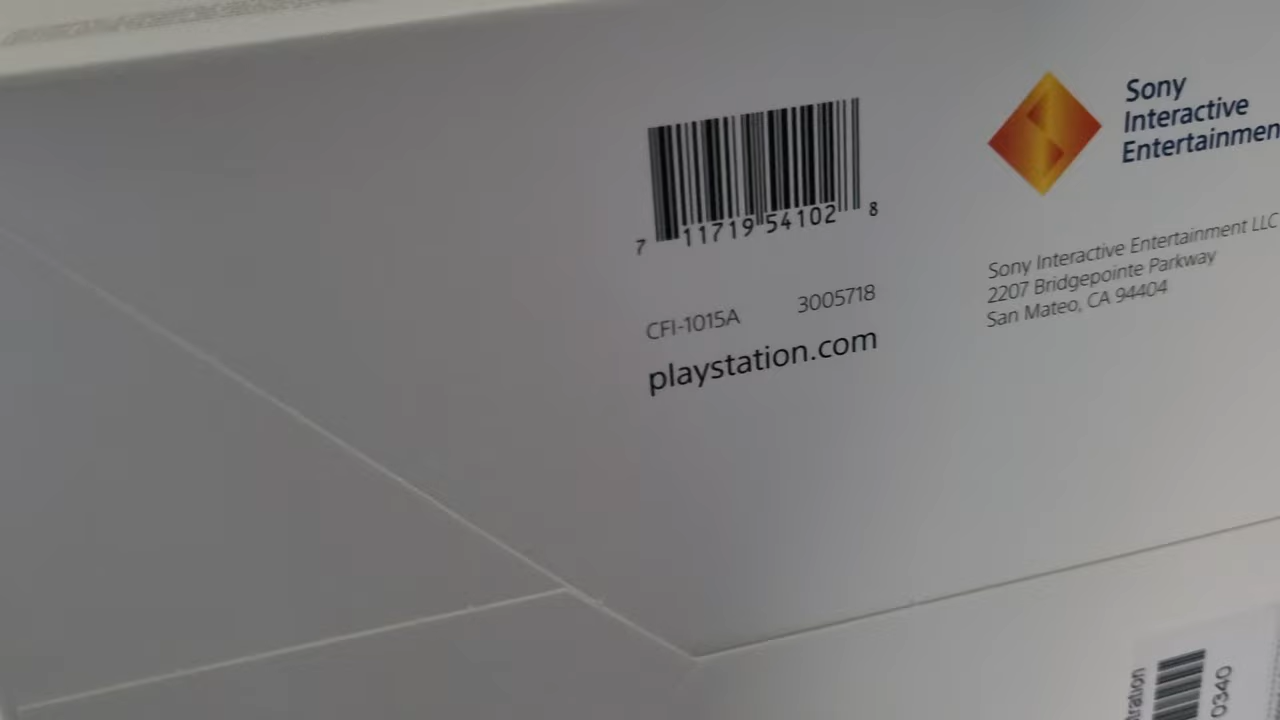 7 11719 54102 8
CFI-1015A 3005718
playstation.com
Sony
Interactive
Sony Interactive Entertainment LLC
2207 Bridgepointe Parkway
San Mateo, CA 94404
0340